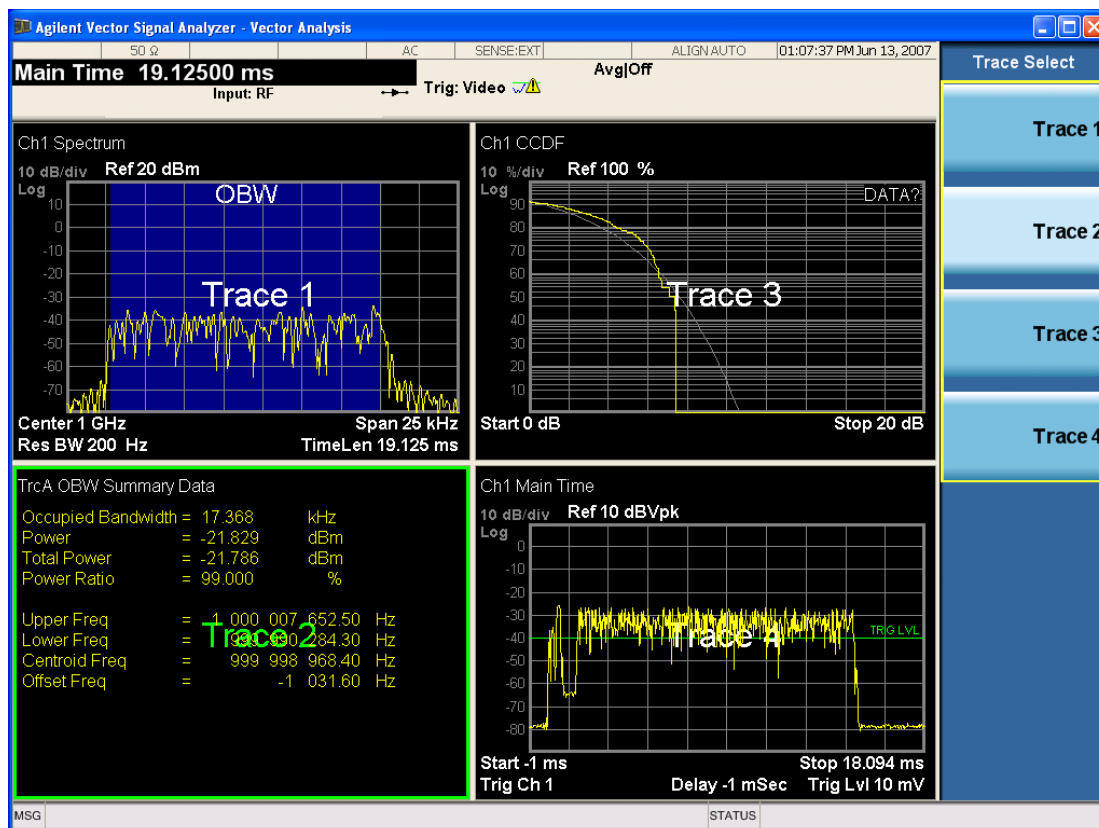 Agilent Vector Signal Analyzer - Vector Analysis
50 Ω AC SENSE:EXT ALIGN AUTO 01:07:37 PM Jun 13, 2007
Main Time 19.12500 ms
Input: RF
Trig: Video
Avg|Off
Trace Select
Trace 1
Trace 2
Trace 3
Trace 4
Ch1 Spectrum
10 dB/div Ref 20 dBm
Log
OBW
10
0
-10
-20
-30
-40
-50
-60
-70
Trace 1
Center 1 GHz Span 25 kHz
Res BW 200 Hz TimeLen 19.125 ms
Ch1 CCDF
10 %/div Ref 100 %
Log
DATA?
90
80
70
60
50
40
30
20
10
Trace 3
Start 0 dB Stop 20 dB
TrcA OBW Summary Data
Occupied Bandwidth = 17.368 kHz
Power = -21.829 dBm
Total Power = -21.786 dBm
Power Ratio = 99.000 %
Upper Freq = 1 000 007 652.50 Hz
Lower Freq = 999 990 284.30 Hz
Centroid Freq = 999 998 968.40 Hz
Offset Freq = -1 031.60 Hz
Trace 2
Ch1 Main Time
10 dB/div Ref 10 dBVpk
Log
0
-10
-20
-30
-40
-50
-60
-70
-80
TRIG LVL
Trace 4
Start -1 ms Stop 18.094 ms
Trig Ch 1 Delay -1 mSec Trig Lvl 10 mV
MSG STATUS